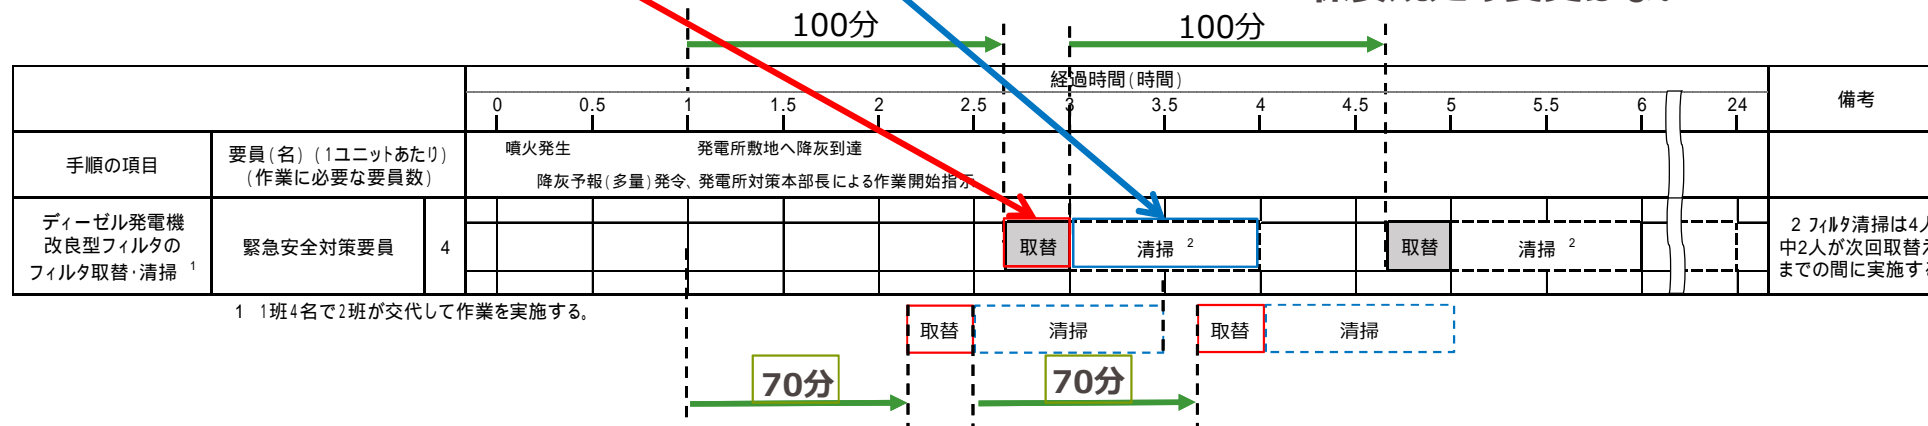 100分 100分
経過時間(時間)
0 0.5 1 1.5 2 2.5 3 3.5 4 4.5 5 5.5 6 24
備考
手順の項目
要員(名) (1ユニットあたり)
(作業に必要な要員数)
噴火発生 発電所敷地へ降灰到達
降灰予報(多量)発令、発電所対策本部長による作業開始指示
ディーゼル発電機
改良型フィルタの
フィルタ取替・清掃 1
緊急安全対策要員 4
取替 清掃 2 取替 清掃 2
2 フィルタ清掃は4人
中2人が次回取替え
までの間に実施する
1 1班4名で2班が交代して作業を実施する。
取替 清掃 取替 清掃
70分 70分